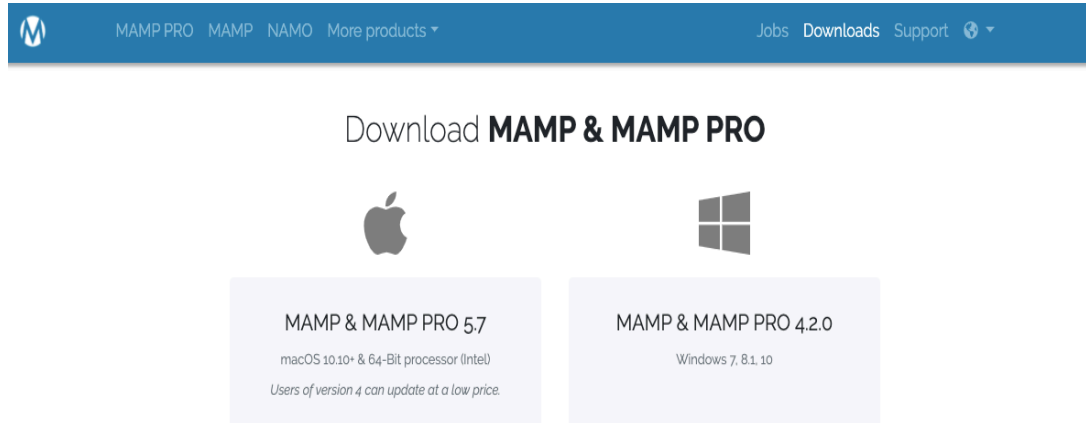 MAMP PRO MAMP NAMO More products Jobs Downloads Support
Download MAMP & MAMP PRO
MAMP & MAMP PRO 5.7
macOS 10.10+ & 64-Bit processor (Intel)
Users of version 4 can update at a low price.
MAMP & MAMP PRO 4.2.0
Windows 7, 8.1, 10